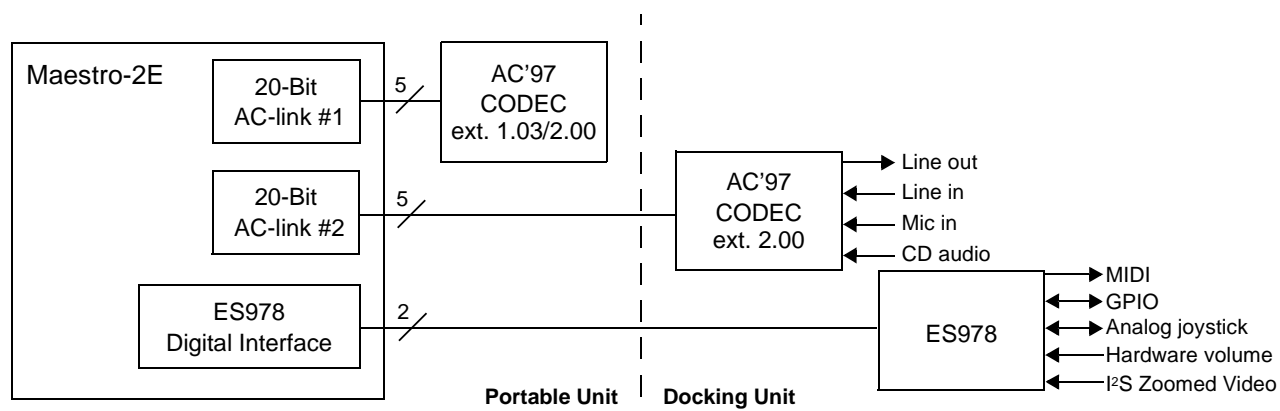 Maestro-2E
20-Bit
AC-link #1
5
AC'97
CODEC
ext. 1.03/2.00
20-Bit
AC-link #2
5
AC'97
CODEC
ext. 2.00
Line out
Line in
Mic in
CD audio
ES978
Digital Interface
2
ES978
MIDI
GPIO
Analog joystick
Hardware volume
I²S Zoomed Video
Portable Unit
Docking Unit